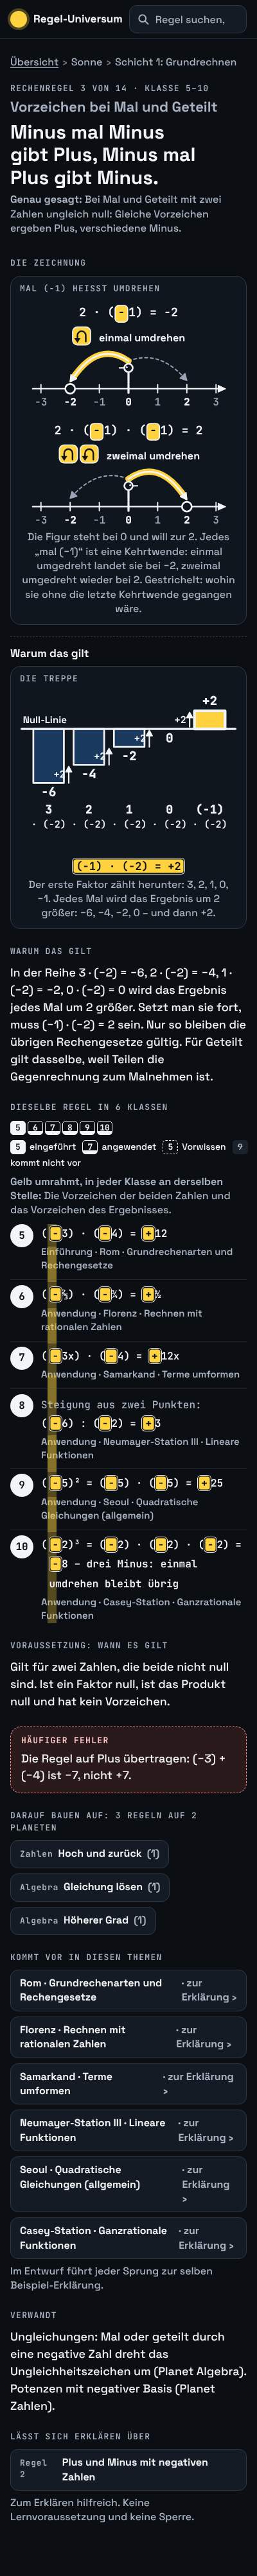 Regel-Universum
Regel suchen,
Übersicht > Sonne > Schicht 1: Grundrechnen
RECHENREGEL 3 VON 14 · KLASSE 5–10
Vorzeichen bei Mal und Geteilt
Minus mal Minus
gibt Plus, Minus mal
Plus gibt Minus.
Genau gesagt: Bei Mal und Geteilt mit zwei
Zahlen ungleich null: Gleiche Vorzeichen
ergeben Plus, verschiedene Minus.
DIE ZEICHNUNG
MAL (-1) HEISST UMDREHEN
2 · (-1) = -2
einmal umdrehen
-3 -2 -1 0 1 2 3
2 · (-1) · (-1) = 2
zweimal umdrehen
-3 -2 -1 0 1 2 3
Die Figur steht bei 0 und will zur 2. Jedes
„mal (−1)“ ist eine Kehrtwende: einmal
umgedreht landet sie bei −2, zweimal
umgedreht wieder bei 2. Gestrichelt: wohin
sie ohne die letzte Kehrtwende gegangen
wäre.
Warum das gilt
DIE TREPPE
+2
Null-Linie
+2
+2 0
+2 -2
+2 -4
-6
3 2 1 0 (-1)
· (-2) · (-2) · (-2) · (-2) · (-2)
(-1) · (-2) = +2
Der erste Faktor zählt herunter: 3, 2, 1, 0,
−1. Jedes Mal wird das Ergebnis um 2
größer: −6, −4, −2, 0 – und dann +2.
WARUM DAS GILT
In der Reihe 3 · (−2) = −6, 2 · (−2) = −4, 1 ·
(−2) = −2, 0 · (−2) = 0 wird das Ergebnis
jedes Mal um 2 größer. Setzt man sie fort,
muss (−1) · (−2) = 2 sein. Nur so bleiben die
übrigen Rechengesetze gültig. Für Geteilt
gilt dasselbe, weil Teilen die
Gegenrechnung zum Malnehmen ist.
DIESELBE REGEL IN 6 KLASSEN
5 6 7 8 9 10
5 eingeführt 7 angewendet 5 Vorwissen 9
kommt nicht vor
Gelb umrahmt, in jeder Klasse an derselben
Stelle: Die Vorzeichen der beiden Zahlen und
das Vorzeichen des Ergebnisses.
5 (-3) · (-4) = +12
Einführung · Rom · Grundrechenarten und
Rechengesetze
6
Anwendung · Florenz · Rechnen mit
rationalen Zahlen
7 (-3x) · (-4) = +12x
Anwendung · Samarkand · Terme umformen
8 Steigung aus zwei Punkten:
(-6) : (-2) = +3
Anwendung · Neumayer-Station III · Lineare
Funktionen
9 (-5)² = (-5) · (-5) = +25
Anwendung · Seoul · Quadratische
Gleichungen (allgemein)
10 (-2)³ = (-2) · (-2) · (-2) =
-8 – drei Minus: einmal
umdrehen bleibt übrig
Anwendung · Casey-Station · Ganzrationale
Funktionen
VORAUSSETZUNG: WANN ES GILT
Gilt für zwei Zahlen, die beide nicht null
sind. Ist ein Faktor null, ist das Produkt
null und hat kein Vorzeichen.
HÄUFIGER FEHLER
Die Regel auf Plus übertragen: (−3) +
(−4) ist −7, nicht +7.
DARAUF BAUEN AUF: 3 REGELN AUF 2
PLANETEN
Zahlen Hoch und zurück (1)
Algebra Gleichung lösen (1)
Algebra Höherer Grad (1)
KOMMT VOR IN DIESEN THEMEN
Rom · Grundrechenarten und · zur
Rechengesetze Erklärung >
Florenz · Rechnen mit · zur
rationalen Zahlen Erklärung >
Samarkand · Terme · zur Erklärung
umformen >
Neumayer-Station III · Lineare · zur
Funktionen Erklärung >
Seoul · Quadratische · zur
Gleichungen (allgemein) Erklärung
>
Casey-Station · Ganzrationale · zur
Funktionen Erklärung >
Im Entwurf führt jeder Sprung zur selben
Beispiel-Erklärung.
VERWANDT
Ungleichungen: Mal oder geteilt durch
eine negative Zahl dreht das
Ungleichheitszeichen um (Planet Algebra).
Potenzen mit negativer Basis (Planet
Zahlen).
LÄSST SICH ERKLÄREN ÜBER
Regel Plus und Minus mit negativen
2 Zahlen
Zum Erklären hilfreich. Keine
Lernvoraussetzung und keine Sperre.